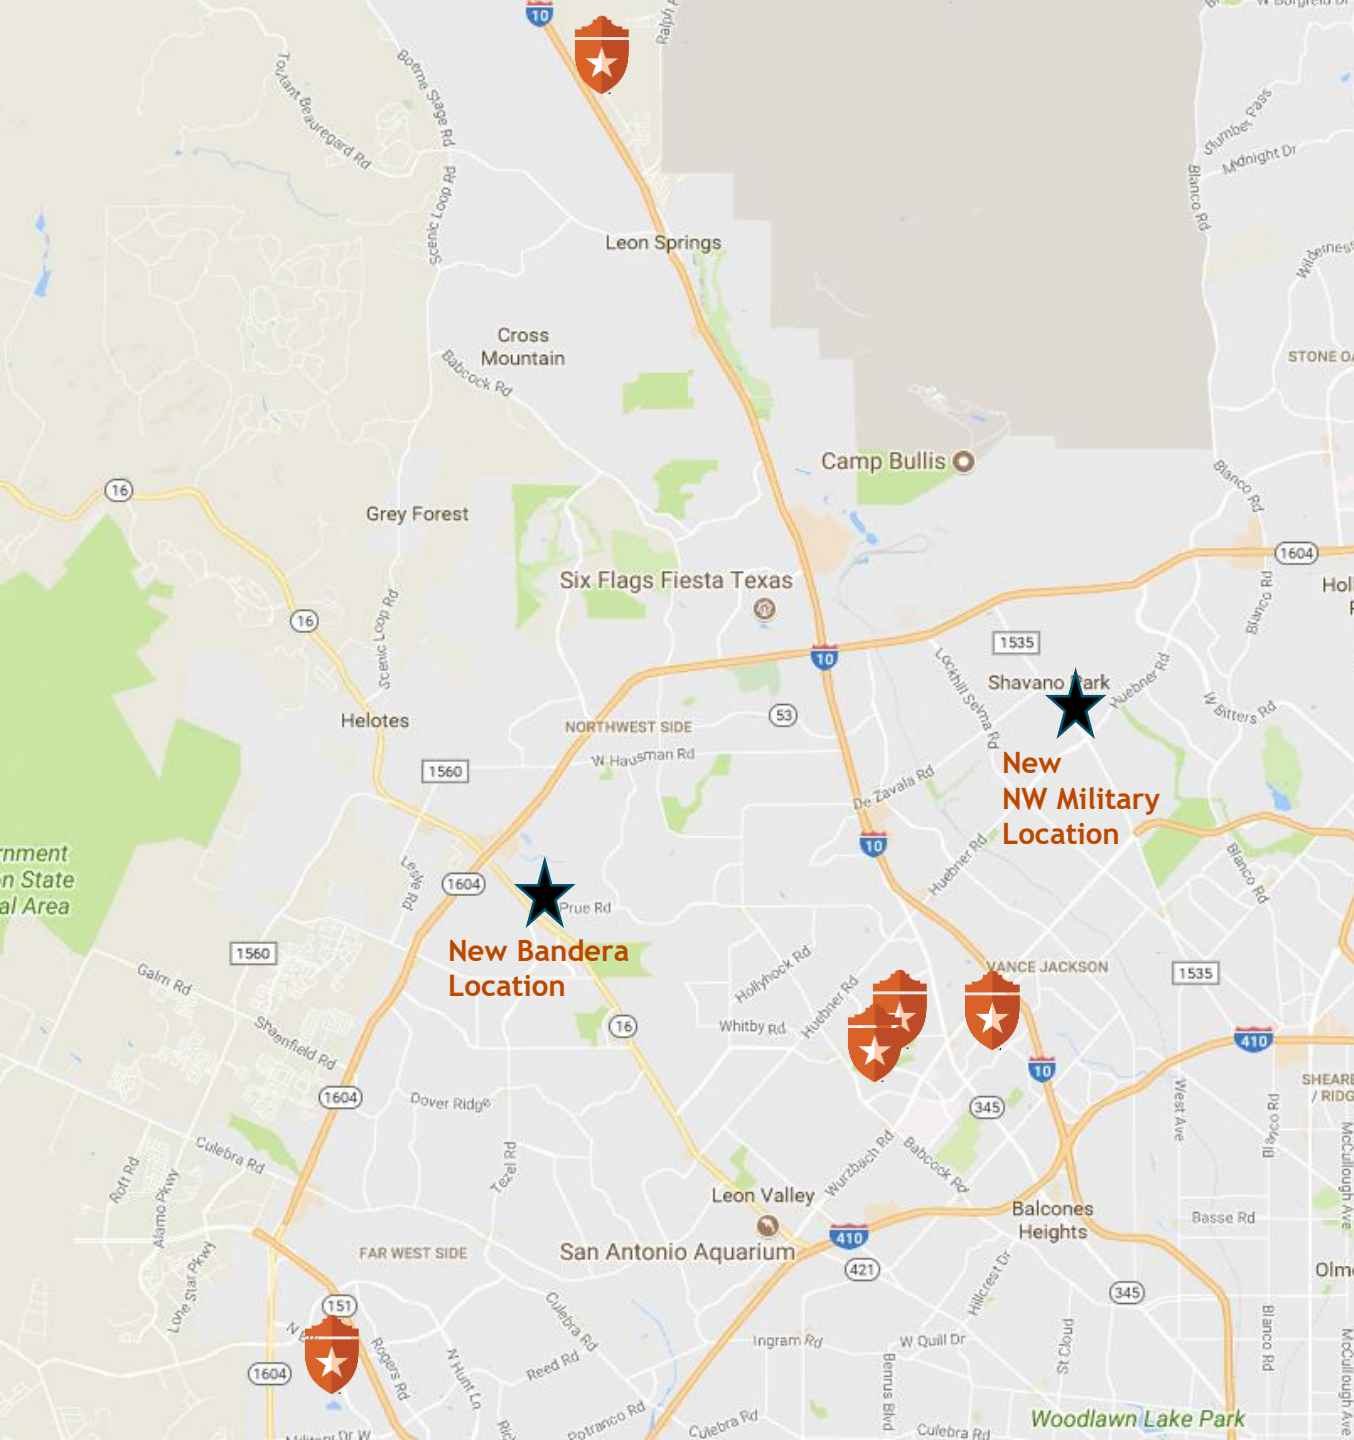 10
Ralph
W Borgfeld Dr
Toutant Beauregard Rd
Boerne Stage Rd
Scenic Loop Rd
Slumber Pass
Midnight Dr
Blanco Rd
Leon Springs
Wilderness
Cross
Mountain
Babcock Rd
STONE OA
Camp Bullis
Blanco Rd
16
Grey Forest
1604
Six Flags Fiesta Texas
Blanco Rd
Hol
16
Scenic Loop Rd
1535
10
Lockhill Selma Rd
Shavano Park
Huebner Rd
W Bitters Rd
Helotes
53
NORTHWEST SIDE
W Hausman Rd
1560
New
NW Military
Location
De Zavala Rd
10
Huebner Rd
Blanco Rd
rnment
on State
al Area
Leslie Rd
1604
Prue Rd
New Bandera
Location
1560
Galm Rd
Hollyhock Rd
Huebner Rd
VANCE JACKSON
1535
Shaenfield Rd
16
Whitby Rd
410
10
1604
Dover Ridge
345
SHEARE
/ RIDG
West Ave
Blanco Rd
McCullough Ave
Culebra Rd
Tezel Rd
Wurzbach Rd
Babcock Rd
Roft Rd
Alamo Pkwy
Leon Valley
Balcones
Heights
Basse Rd
410
San Antonio Aquarium
FAR WEST SIDE
421
Olm
Lone Star Pkwy
Hillcrest Dr
345
151
Culebra Rd
N E
Rogers Rd
Ingram Rd
W Quill Dr
St Cloud
Blanco Rd
McCullough Ave
1604
N Hunt Ln
Reed Rd
Potranco Rd
Culebra Rd
Culebra Rd
Woodlawn Lake Park
Military Dr W